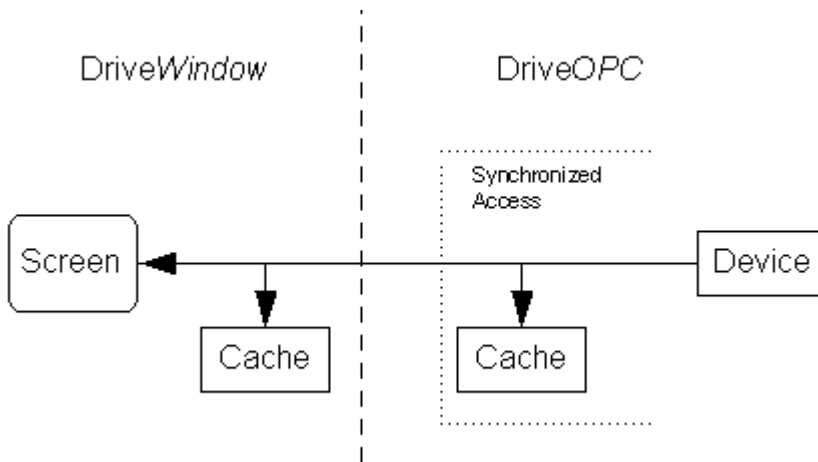 DriveWindow
DriveOPC
Synchronized
Access
Screen
Device
Cache
Cache